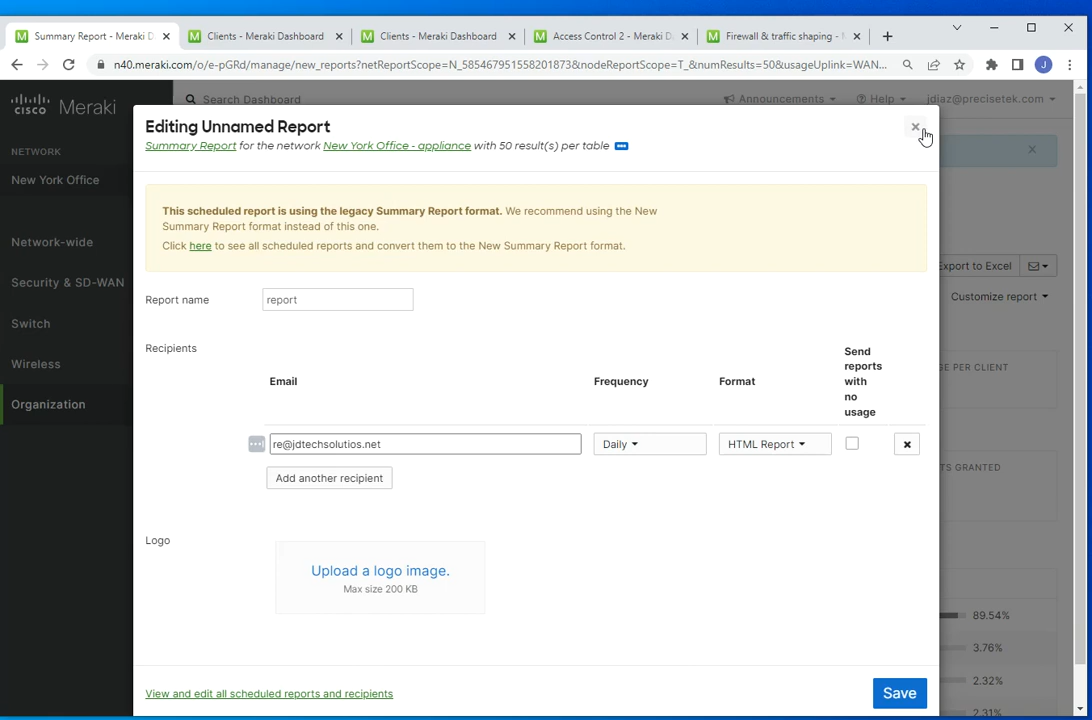 Summary Report - Meraki D
Clients - Meraki Dashboard
Clients - Meraki Dashboard
Access Control 2 - Meraki D
Firewall & traffic shaping -
n40.meraki.com/o/e-pGRd/manage/new_reports?netReportScope=N_585467951558201873&nodeReportScope=T_&numResults=50&usageUplink=WAN...
J
CISCO Meraki
Search Dashboard
Announcements
Help
jdiaz@precisetek.com
NETWORK
New York Office
Network-wide
Security & SD-WAN
Switch
Wireless
Organization
Editing Unnamed Report
Summary Report for the network New York Office - appliance with 50 result(s) per table
This scheduled report is using the legacy Summary Report format. We recommend using the New
Summary Report format instead of this one.
Click here to see all scheduled reports and convert them to the New Summary Report format.
Report name
report
Recipients
Email
Frequency
Format
Send
reports
with
no
usage
re@jdtechsolutios.net
Daily
HTML Report
Add another recipient
Logo
Upload a logo image.
Max size 200 KB
View and edit all scheduled reports and recipients
Save
Export to Excel
Customize report
GE PER CLIENT
TS GRANTED
89.54%
3.76%
2.32%
2.31%